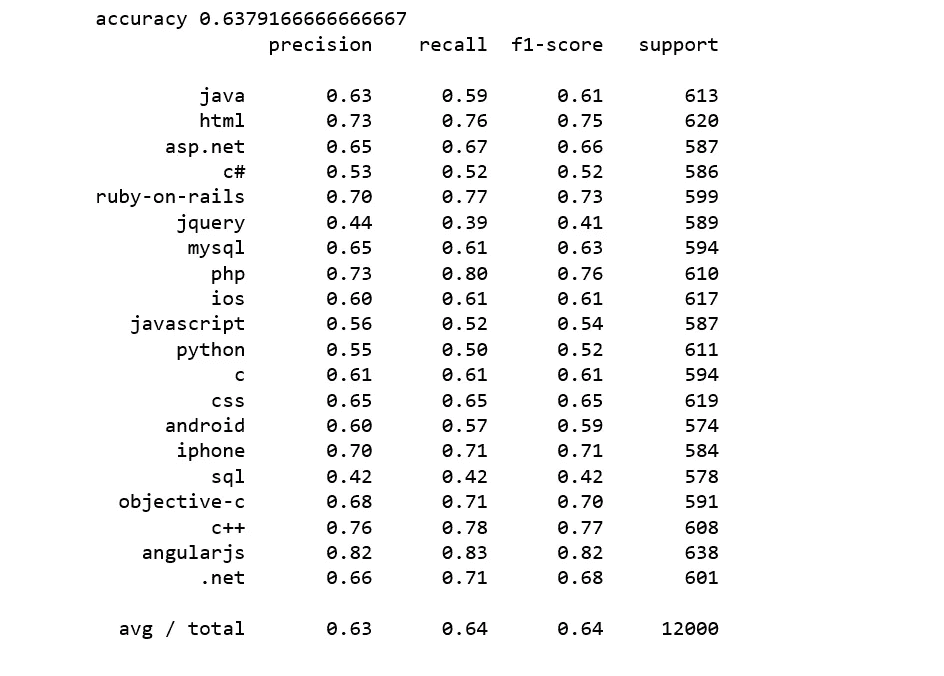 accuracy 0.6379166666666667
precision recall f1-score support
java 0.63 0.59 0.61 613
html 0.73 0.76 0.75 620
asp.net 0.65 0.67 0.66 587
c# 0.53 0.52 0.52 586
ruby-on-rails 0.70 0.77 0.73 599
jquery 0.44 0.39 0.41 589
mysql 0.65 0.61 0.63 594
php 0.73 0.80 0.76 610
ios 0.60 0.61 0.61 617
javascript 0.56 0.52 0.54 587
python 0.55 0.50 0.52 611
c 0.61 0.61 0.61 594
css 0.65 0.65 0.65 619
android 0.60 0.57 0.59 574
iphone 0.70 0.71 0.71 584
sql 0.42 0.42 0.42 578
objective-c 0.68 0.71 0.70 591
c++ 0.76 0.78 0.77 608
angularjs 0.82 0.83 0.82 638
.net 0.66 0.71 0.68 601
avg / total 0.63 0.64 0.64 12000